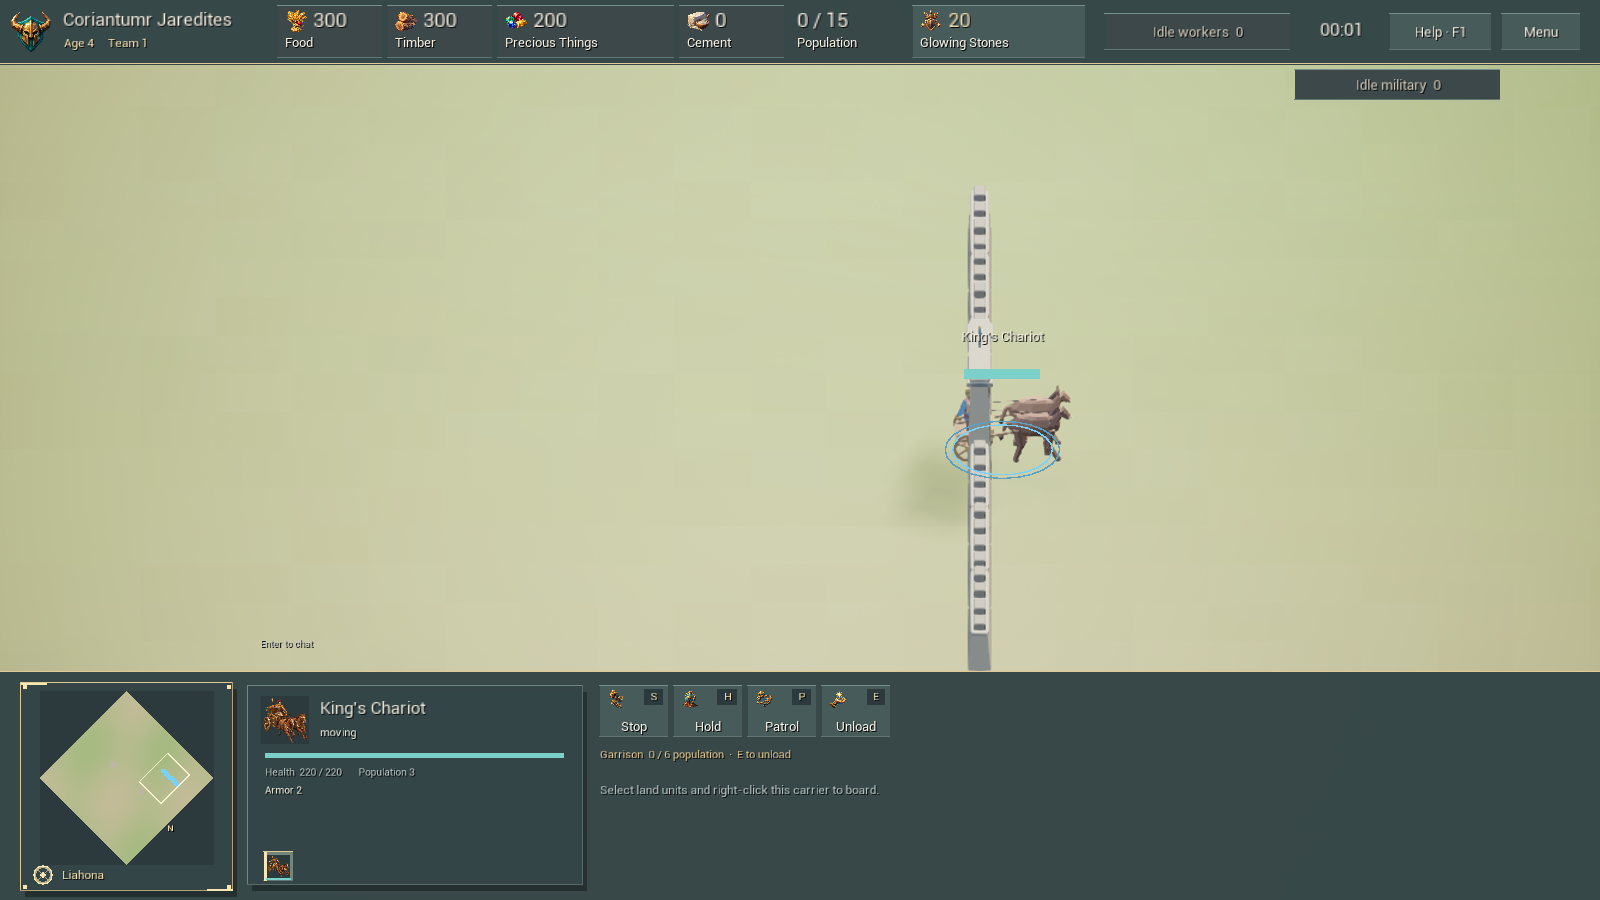 Coriantumr Jaredites
Age 4 Team 1
300
Food
300
Timber
200
Precious Things
0
Cement
0 / 15
Population
20
Glowing Stones
Idle workers 0
00:01
Help · F1
Menu
Idle military 0
King's Chariot
Enter to chat
N
Liahona
King's Chariot
moving
Health 220 / 220 Population 3
Armor 2
S
Stop
H
Hold
P
Patrol
E
Unload
Garrison 0 / 6 population · E to unload
Select land units and right-click this carrier to board.